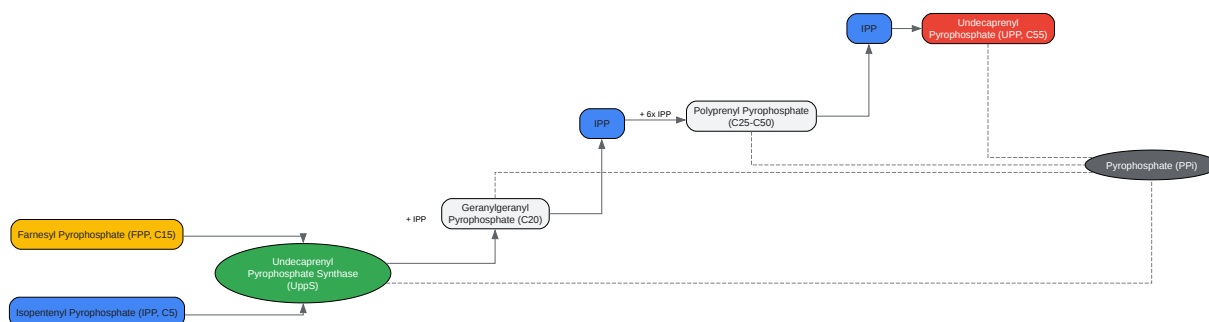 IPP
Undecaprenyl
Pyrophosphate (UPP, C55)
IPP
+ 6x IPP
Polyprenyl Pyrophosphate
(C25-C50)
Pyrophosphate (PPi)
+ IPP
Geranylgeranyl
Pyrophosphate (C20)
Farnesyl Pyrophosphate (FPP, C15)
Undecaprenyl
Pyrophosphate Synthase
(UppS)
Isopentenyl Pyrophosphate (IPP, C5)